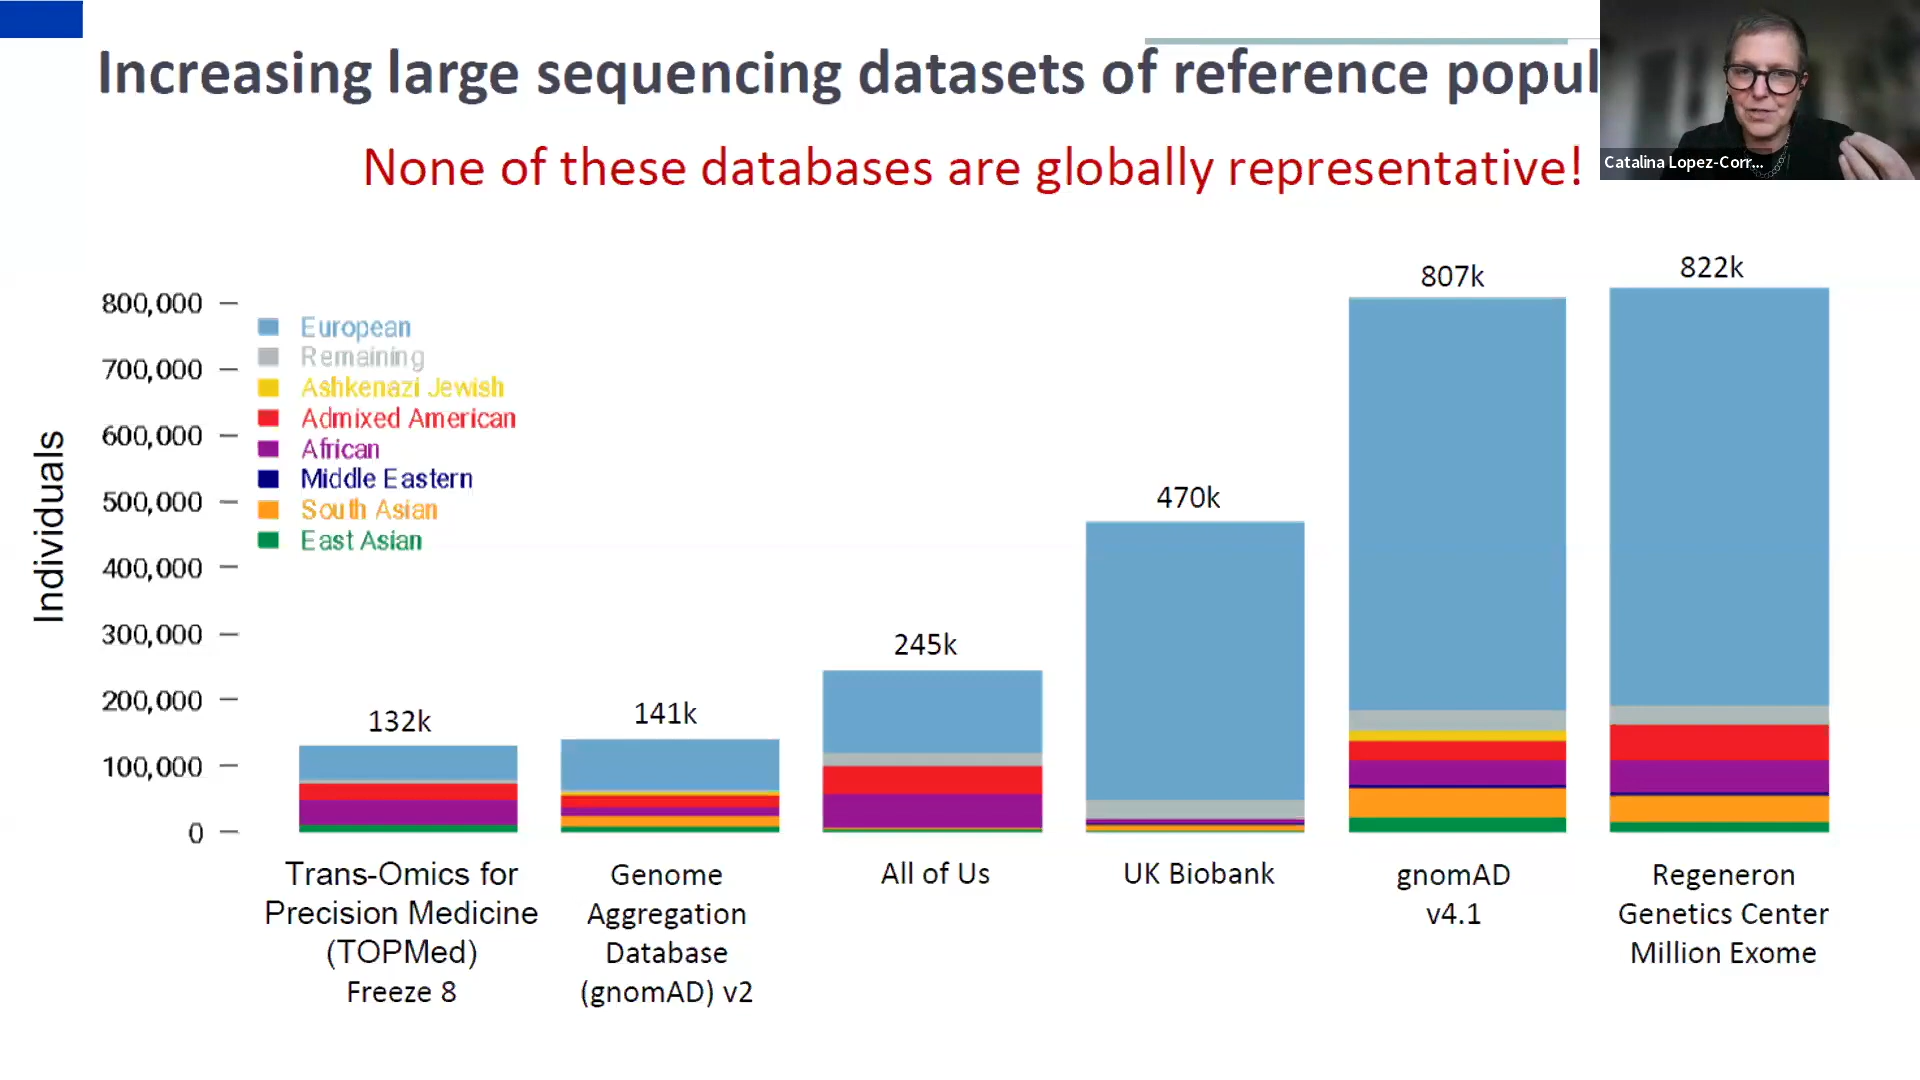 Increasing large sequencing datasets of reference popul
None of these databases are globally representative!
Catalina Lopez-Corr...
Individuals
800,000
700,000
600,000
500,000
400,000
300,000
200,000
100,000
0
European
Remaining
Ashkenazi Jewish
Admixed American
African
Middle Eastern
South Asian
East Asian
132k
141k
245k
470k
807k
822k
Trans-Omics for
Precision Medicine
(TOPMed)
Freeze 8
Genome
Aggregation
Database
(gnomAD) v2
All of Us
UK Biobank
gnomAD
v4.1
Regeneron
Genetics Center
Million Exome